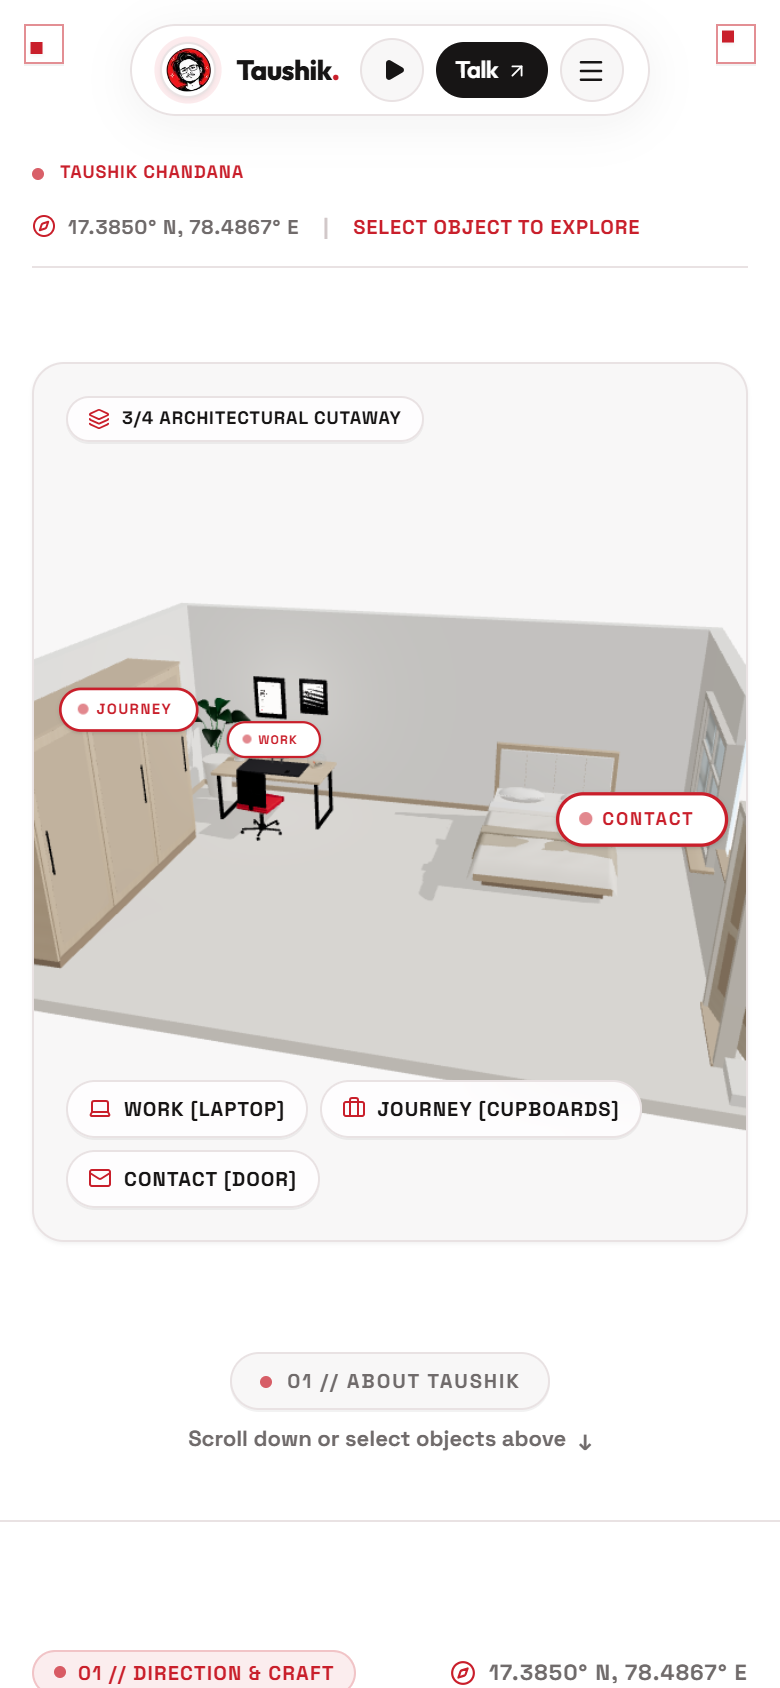 Taushik.
Talk
TAUSHIK CHANDANA
17.3850° N, 78.4867° E | SELECT OBJECT TO EXPLORE
3/4 ARCHITECTURAL CUTAWAY
JOURNEY
WORK
CONTACT
WORK [LAPTOP]
JOURNEY [CUPBOARDS]
CONTACT [DOOR]
01 // ABOUT TAUSHIK
Scroll down or select objects above ↓
01 // DIRECTION & CRAFT
17.3850° N, 78.4867° E